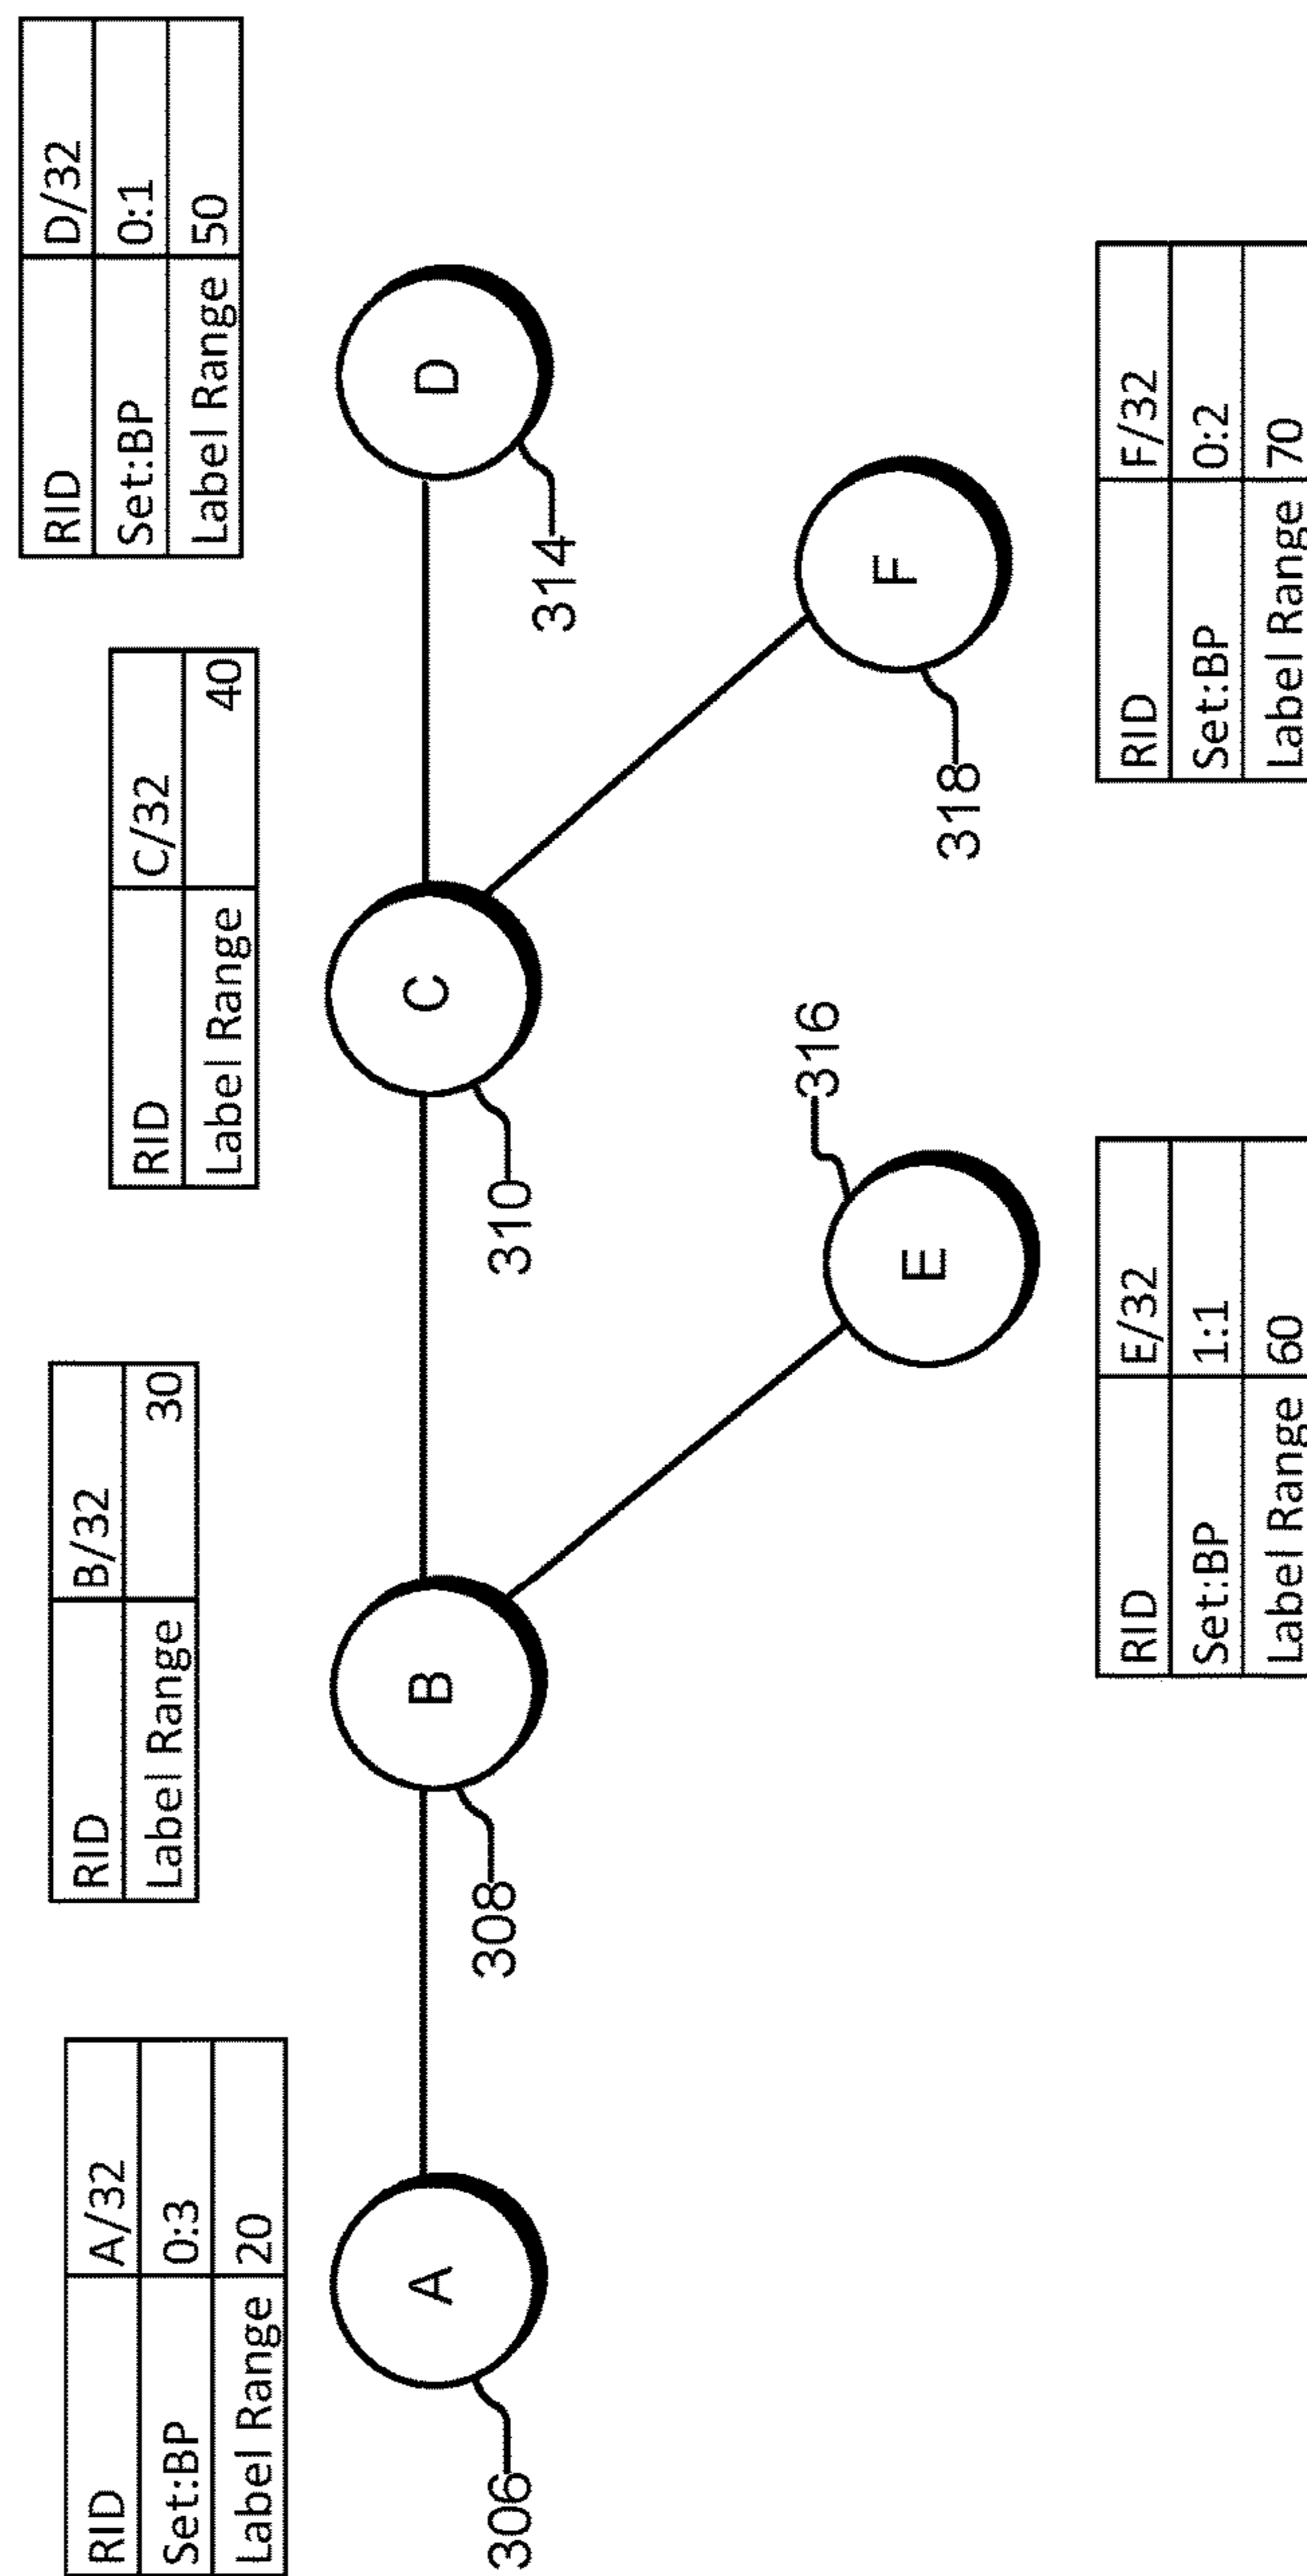 RID A/32
Set:BP 0:3
Label Range 20
RID B/32
Label Range 30
RID C/32
Label Range 40
RID D/32
Set:BP 0:1
Label Range 50
A
B
C
D
306
308
310
314
E
F
316
318
RID E/32
Set:BP 1:1
Label Range 60
RID F/32
Set:BP 0:2
Label Range 70